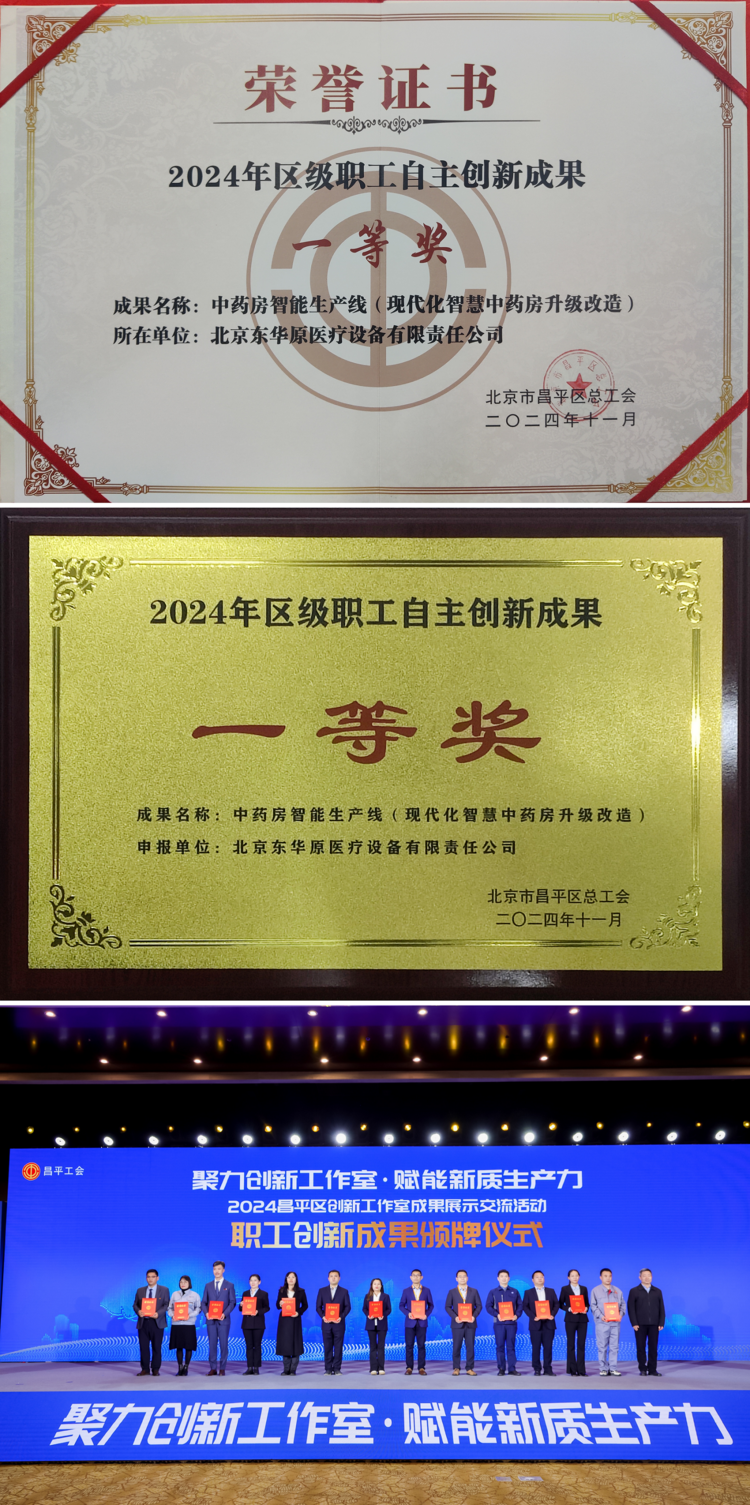 荣誉证书
2024年区级职工自主创新成果
一等奖
成果名称：中药房智能生产线（现代化智慧中药房升级改造）
所在单位：北京东华原医疗设备有限责任公司
北京市昌平区总工会
二〇二四年十一月
2024年区级职工自主创新成果
一等奖
成果名称：中药房智能生产线（现代化智慧中药房升级改造）
申报单位：北京东华原医疗设备有限责任公司
北京市昌平区总工会
二〇二四年十一月
昌平工会
聚力创新工作室·赋能新质生产力
2024昌平区创新工作室成果展示交流活动
职工创新成果颁牌仪式
聚力创新工作室·赋能新质生产力